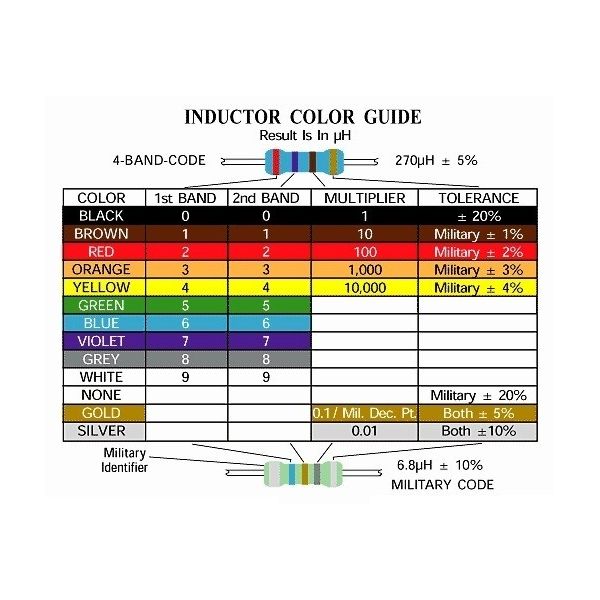 INDUCTOR COLOR GUIDE
Result Is In µH
4-BAND-CODE 270µH ± 5%
COLOR 1st BAND 2nd BAND MULTIPLIER TOLERANCE
BLACK 0 0 1 ± 20%
BROWN 1 1 10 Military ± 1%
RED 2 2 100 Military ± 2%
ORANGE 3 3 1,000 Military ± 3%
YELLOW 4 4 10,000 Military ± 4%
GREEN 5 5
BLUE 6 6
VIOLET 7 7
GREY 8 8
WHITE 9 9
NONE Military ± 20%
GOLD 0.1/ Mil. Dec. Pt. Both ± 5%
SILVER 0.01 Both ±10%
Military
Identifier
6.8µH ± 10%
MILITARY CODE